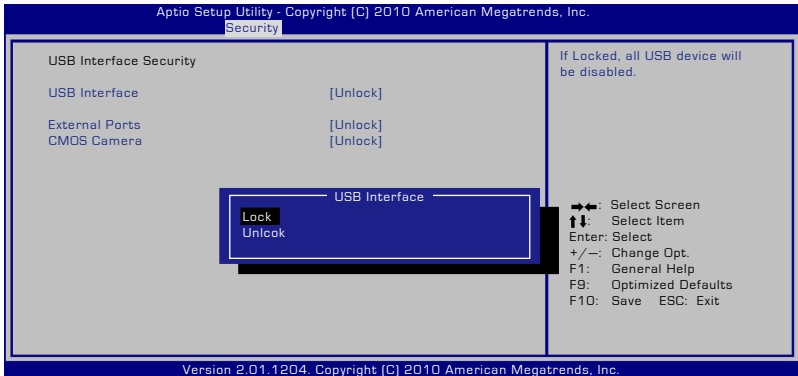 Aptio Setup Utility - Copyright (C) 2010 American Megatrends, Inc.
Security
USB Interface Security
USB Interface [Unlock]
External Ports [Unlock]
CMOS Camera [Unlock]
If Locked, all USB device will
be disabled.
USB Interface
Lock
Unlcok
→←: Select Screen
↑↓: Select Item
Enter: Select
+/—: Change Opt.
F1: General Help
F9: Optimized Defaults
F10: Save ESC: Exit
Version 2.01.1204. Copyright (C) 2010 American Megatrends, Inc.